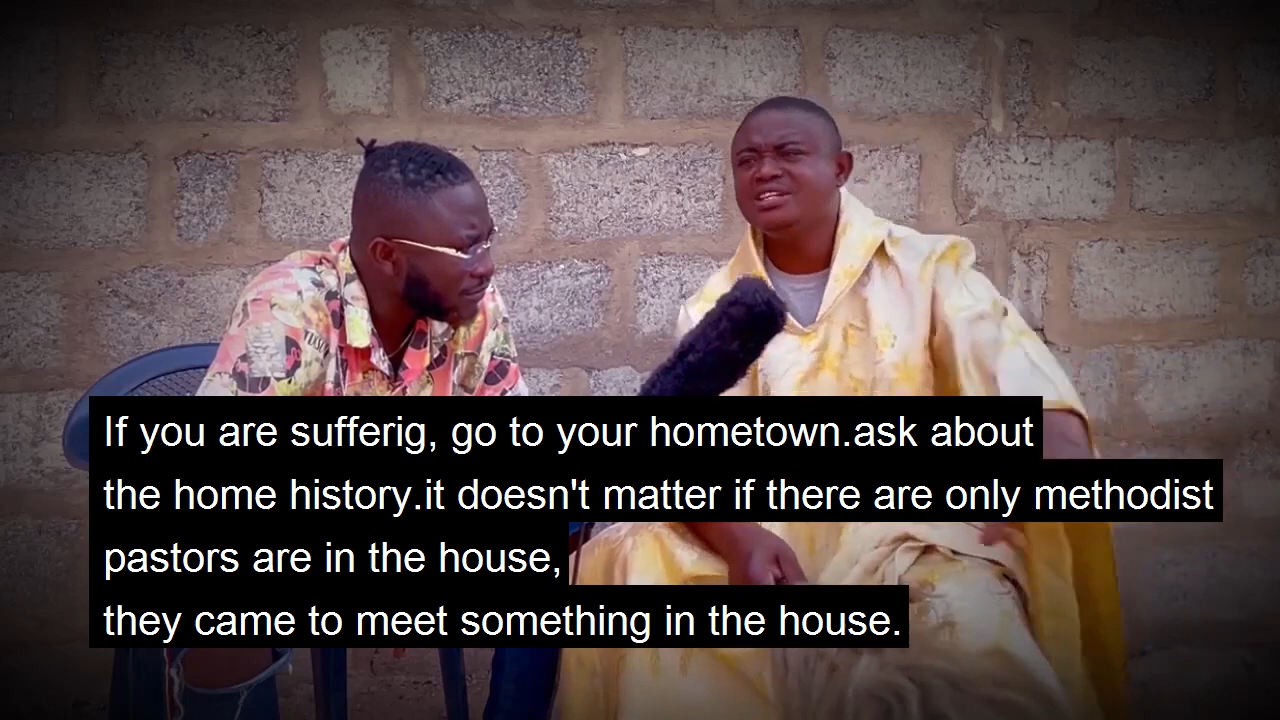 If you are sufferig, go to your hometown.ask about
the home history.it doesn't matter if there are only methodist
pastors are in the house,
they came to meet something in the house.